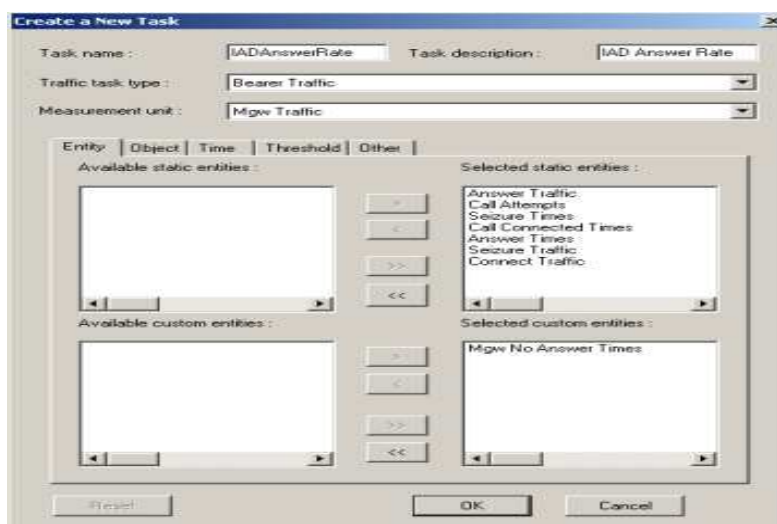 Create a New Task
Task name : IADAnswerRate Task description : IAD Answer Rate
Traffic task type : Bearer Traffic
Measurement unit : Mgw Traffic
Entity Object Time Threshold Other
Available static entities : Selected static entities :
Answer Traffic
Call Attempts
Seizure Times
Call Connected Times
Answer Times
Seizure Traffic
Connect Traffic
>
<
>>
<<
Available custom entities : Selected custom entities :
Mgw No Answer Times
>
<
>>
<<
Reset OK Cancel